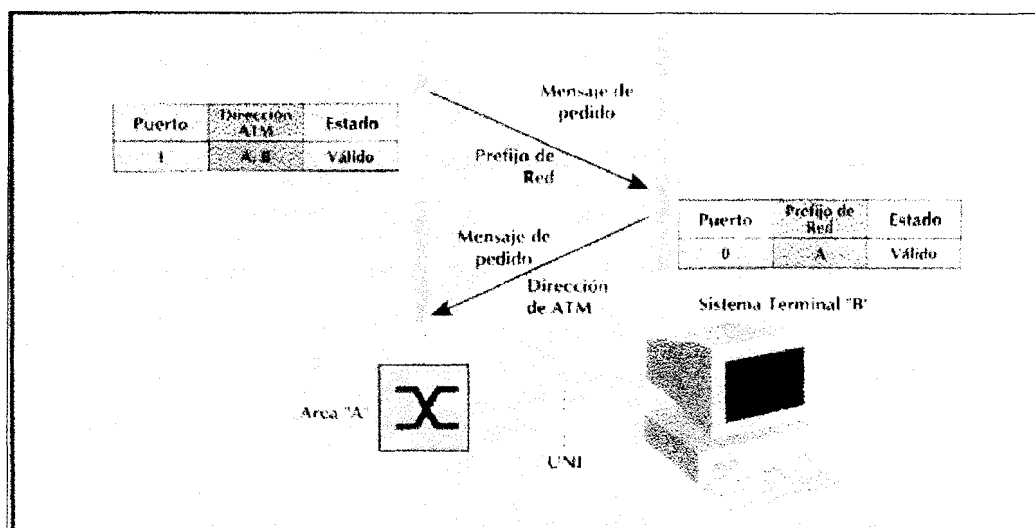 Mensaje de
pedido
Puerto
Dirección
ATM
Estado
1
A, B
Válido
Prefijo de
Red
Puerto
Prefijo de
Red
Estado
0
A
Válido
Mensaje de
pedido
Dirección
de ATM
Sistema Terminal "B"
Area "A"
UNI